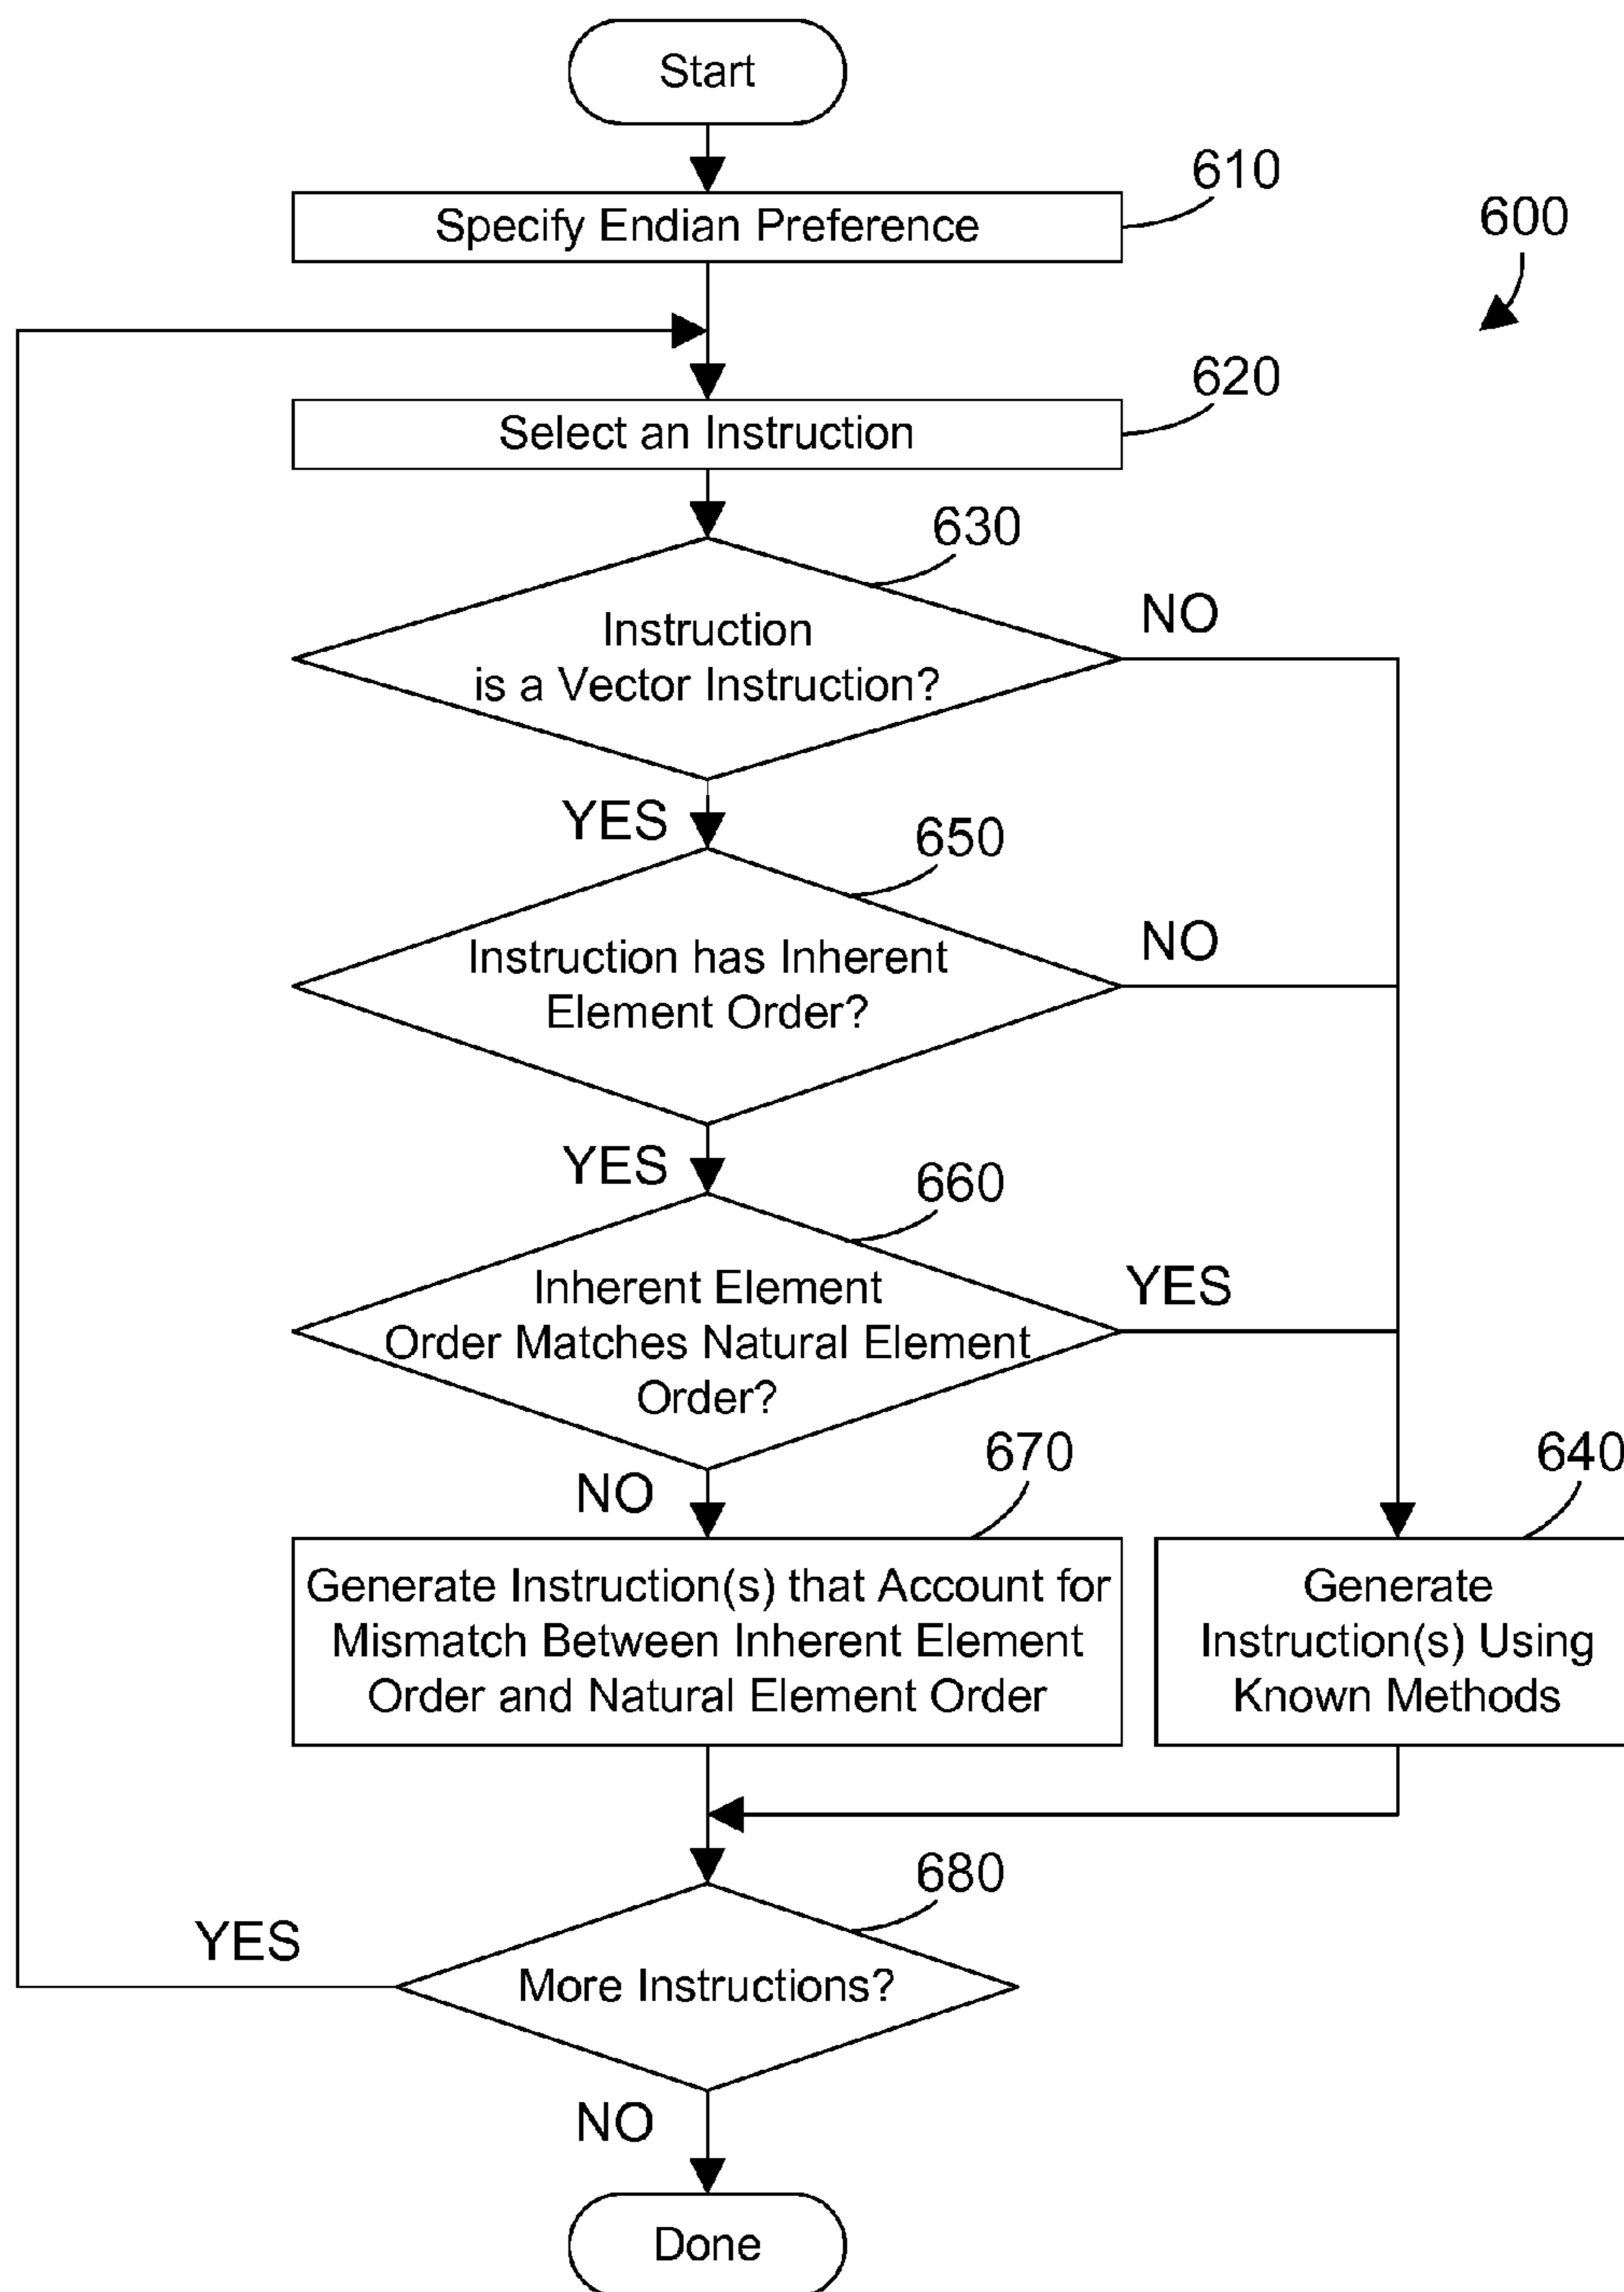 Start
610
Specify Endian Preference
600
620
Select an Instruction
630
Instruction
is a Vector Instruction?
NO
YES
650
Instruction has Inherent
Element Order?
NO
YES
660
Inherent Element
Order Matches Natural Element
Order?
YES
NO
670
Generate Instruction(s) that Account for
Mismatch Between Inherent Element
Order and Natural Element Order
640
Generate
Instruction(s) Using
Known Methods
680
More Instructions?
YES
NO
Done